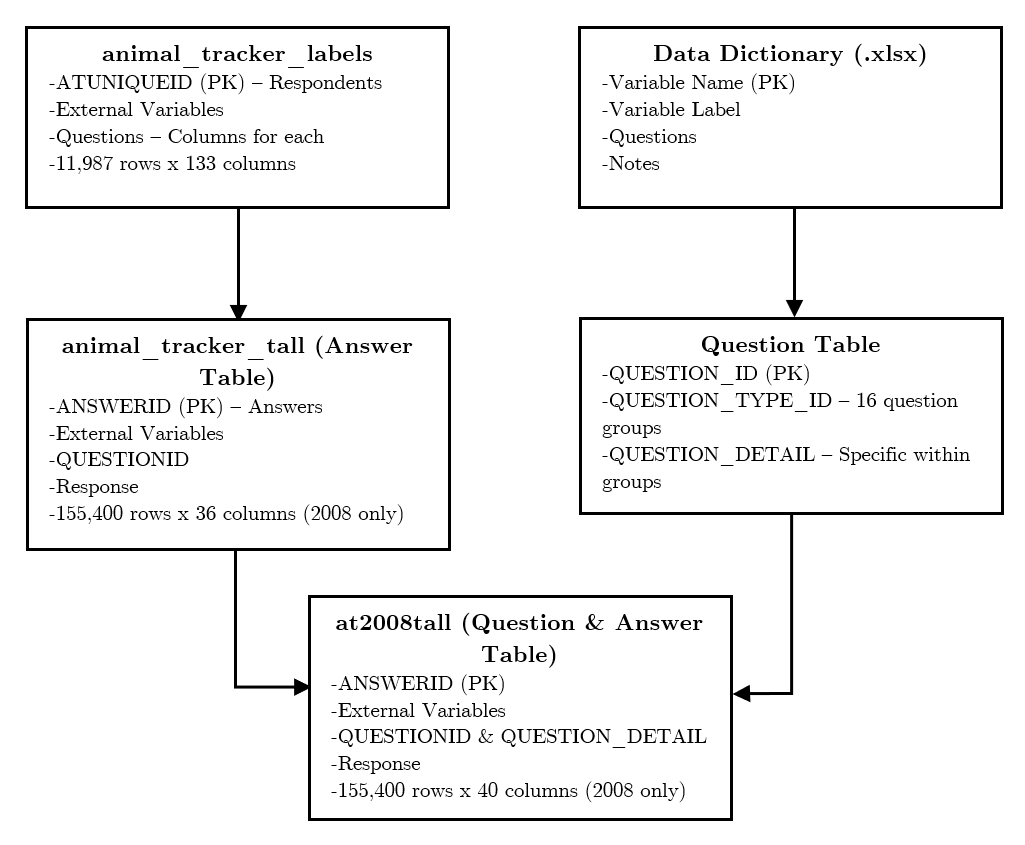 animal_tracker_labels
-ATUNIQUEID (PK) – Respondents
-External Variables
-Questions – Columns for each
-11,987 rows x 133 columns
Data Dictionary (.xlsx)
-Variable Name (PK)
-Variable Label
-Questions
-Notes
animal_tracker_tall (Answer
Table)
-ANSWERID (PK) – Answers
-External Variables
-QUESTIONID
-Response
-155,400 rows x 36 columns (2008 only)
Question Table
-QUESTION_ID (PK)
-QUESTION_TYPE_ID – 16 question
groups
-QUESTION_DETAIL – Specific within
groups
at2008tall (Question & Answer
Table)
-ANSWERID (PK)
-External Variables
-QUESTIONID & QUESTION_DETAIL
-Response
-155,400 rows x 40 columns (2008 only)